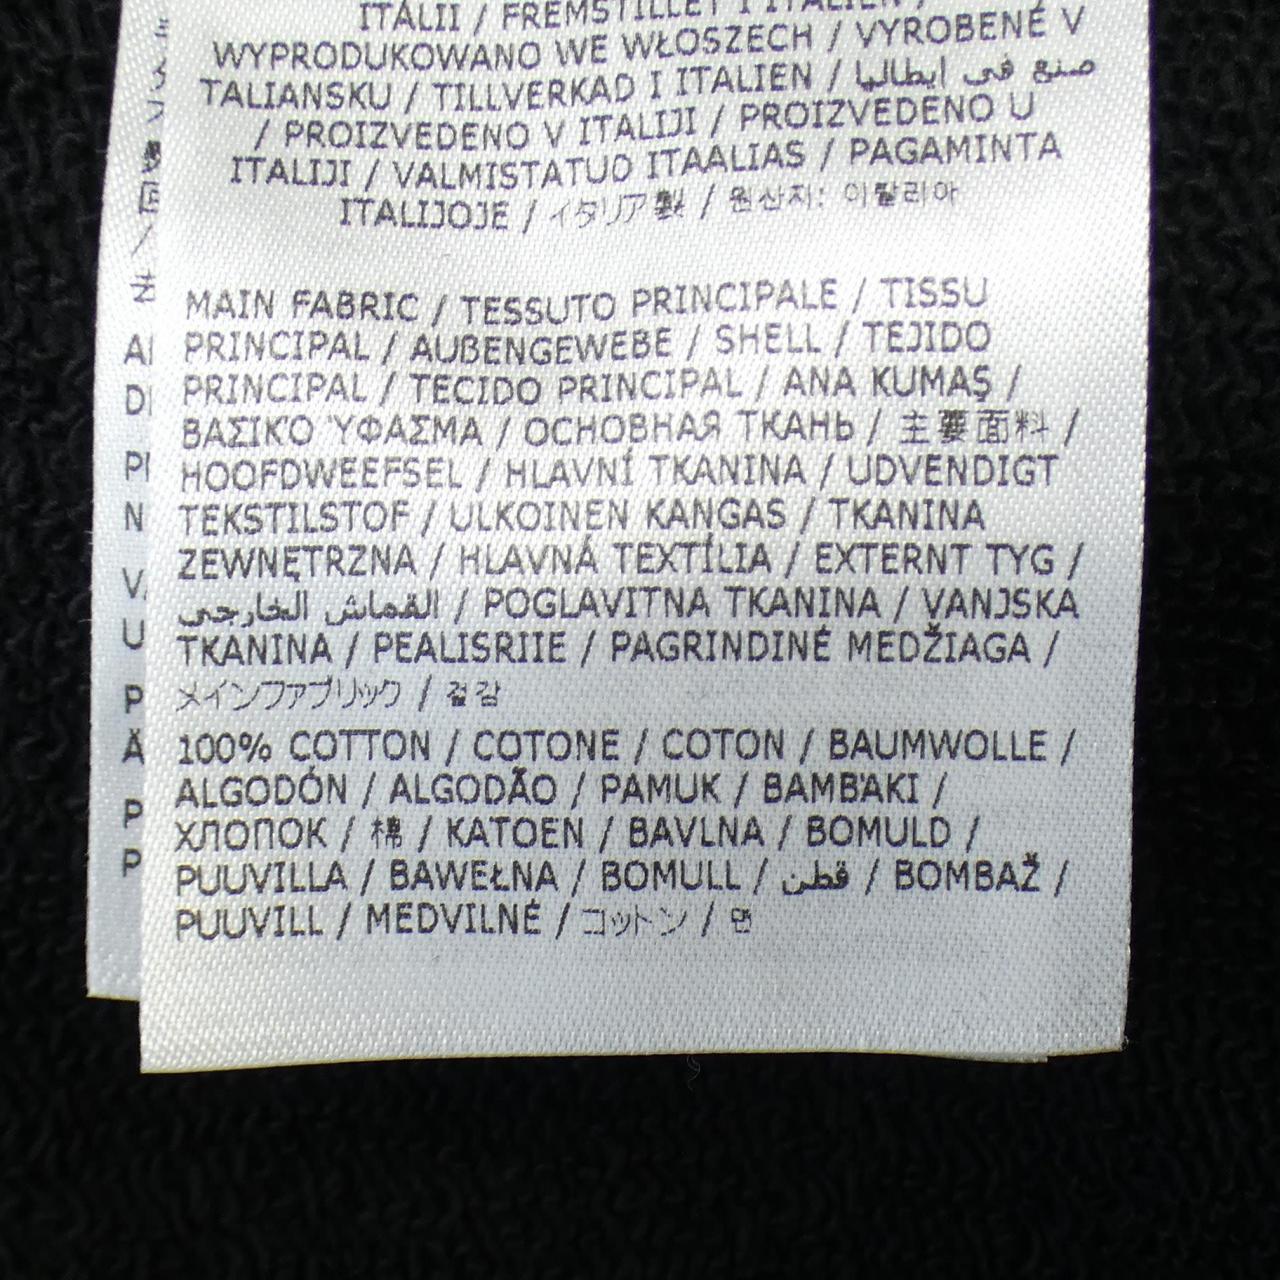 ITÁLII / FREMSTILLET I ITALIEN /
WYPRODUKOWANO WE WŁOSZECH / VYROBENÉ V
TALIANSKU / TILLVERKAD I ITALIEN / صنع في ايطاليا
/ PROIZVEDENO V ITALIJI / PROIZVEDENO U
ITALIJI / VALMISTATUD ITAALIAS / PAGAMINTA
ITALIJOJE / イタリア製 / 원산지: 이탈리아
MAIN FABRIC / TESSUTO PRINCIPALE / TISSU
PRINCIPAL / AUßENGEWEBE / SHELL / TEJIDO
PRINCIPAL / TECIDO PRINCIPAL / ANA KUMAŞ /
ΒΑΣΙΚΌ ΎΦΑΣΜΑ / ОСНОВНАЯ ТКАНЬ / 主要面料 /
HOOFDWEEFSEL / HLAVNÍ TKANINA / UDVENDIGT
TEKSTILSTOF / ULKOINEN KANGAS / TKANINA
ZEWNĘTRZNA / HLAVNÁ TEXTÍLIA / EXTERNT TYG /
القماش الخارجي / POGLAVITNA TKANINA / VANJSKA
TKANINA / PEALISRIIE / PAGRINDINĖ MEDŽIAGA /
メインファブリック / 겉감
100% COTTON / COTONE / COTON / BAUMWOLLE /
ALGODÓN / ALGODÃO / PAMUK / ΒΑΜΒΆΚΙ /
ХЛОПОК / 棉 / KATOEN / BAVLNA / BOMULD /
PUUVILLA / BAWEŁNA / BOMULL / قطن / BOMBAŽ /
PUUVILL / MEDVILNĖ / コットン / 면